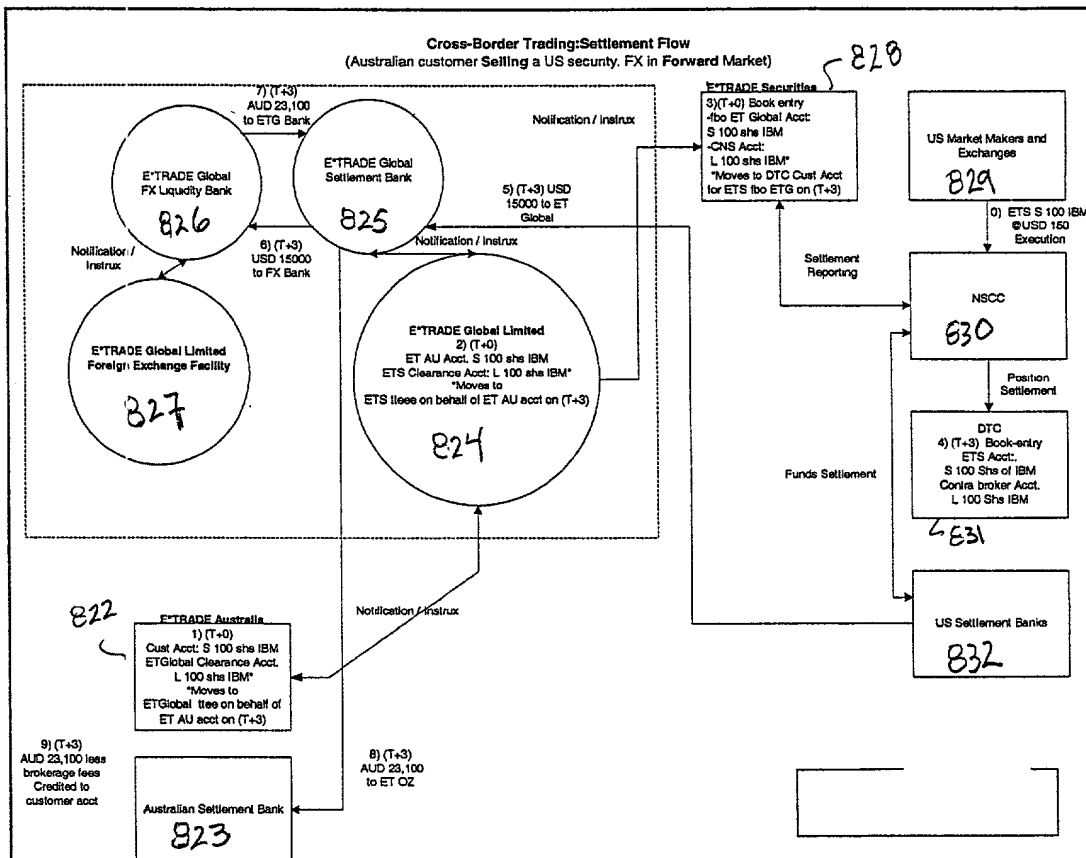 Cross-Border Trading:Settlement Flow
(Australian customer Selling a US security. FX in Forward Market)
828
7) (T+3)
AUD 23,100
to ETG Bank
E*TRADE Global
FX Liquidity Bank
826
E*TRADE Global
Settlement Bank
825
Notification / Instrux
6) (T+3)
USD 15000
to FX Bank
5) (T+3) USD
15000 to ET
Global
Notification /
Instrux
Notification / Instrux
E*TRADE Global Limited
Foreign Exchange Facility
827
E*TRADE Global Limited
2) (T+0)
ET AU Acct. S 100 shs IBM
ETS Clearance Acct: L 100 shs IBM*
*Moves to
ETS ttee on behalf of ET AU acct on (T+3)
824
E*TRADE Securities
3)(T+0) Book entry
-fbo ET Global Acct:
S 100 shs IBM
-CNS Acct:
L 100 shs IBM*
*Moves to DTC Cust Acct
for ETS fbo ETG on (T+3)
US Market Makers and
Exchanges
829
0) ETS S 100 IBM
@USD 150
Execution
Settlement
Reporting
NSCC
830
Position
Settlement
DTC
4) (T+3) Book-entry
ETS Acct.
S 100 Shs of IBM
Contra broker Acct.
L 100 Shs IBM
831
Funds Settlement
US Settlement Banks
832
Notification / Instrux
822
E*TRADE Australia
1) (T+0)
Cust Acct: S 100 shs IBM
ETGlobal Clearance Acct.
L 100 shs IBM*
*Moves to
ETGlobal ttee on behalf of
ET AU acct on (T+3)
9) (T+3)
AUD 23,100 less
brokerage fees
Credited to
customer acct
8) (T+3)
AUD 23,100
to ET OZ
Australian Settlement Bank
823